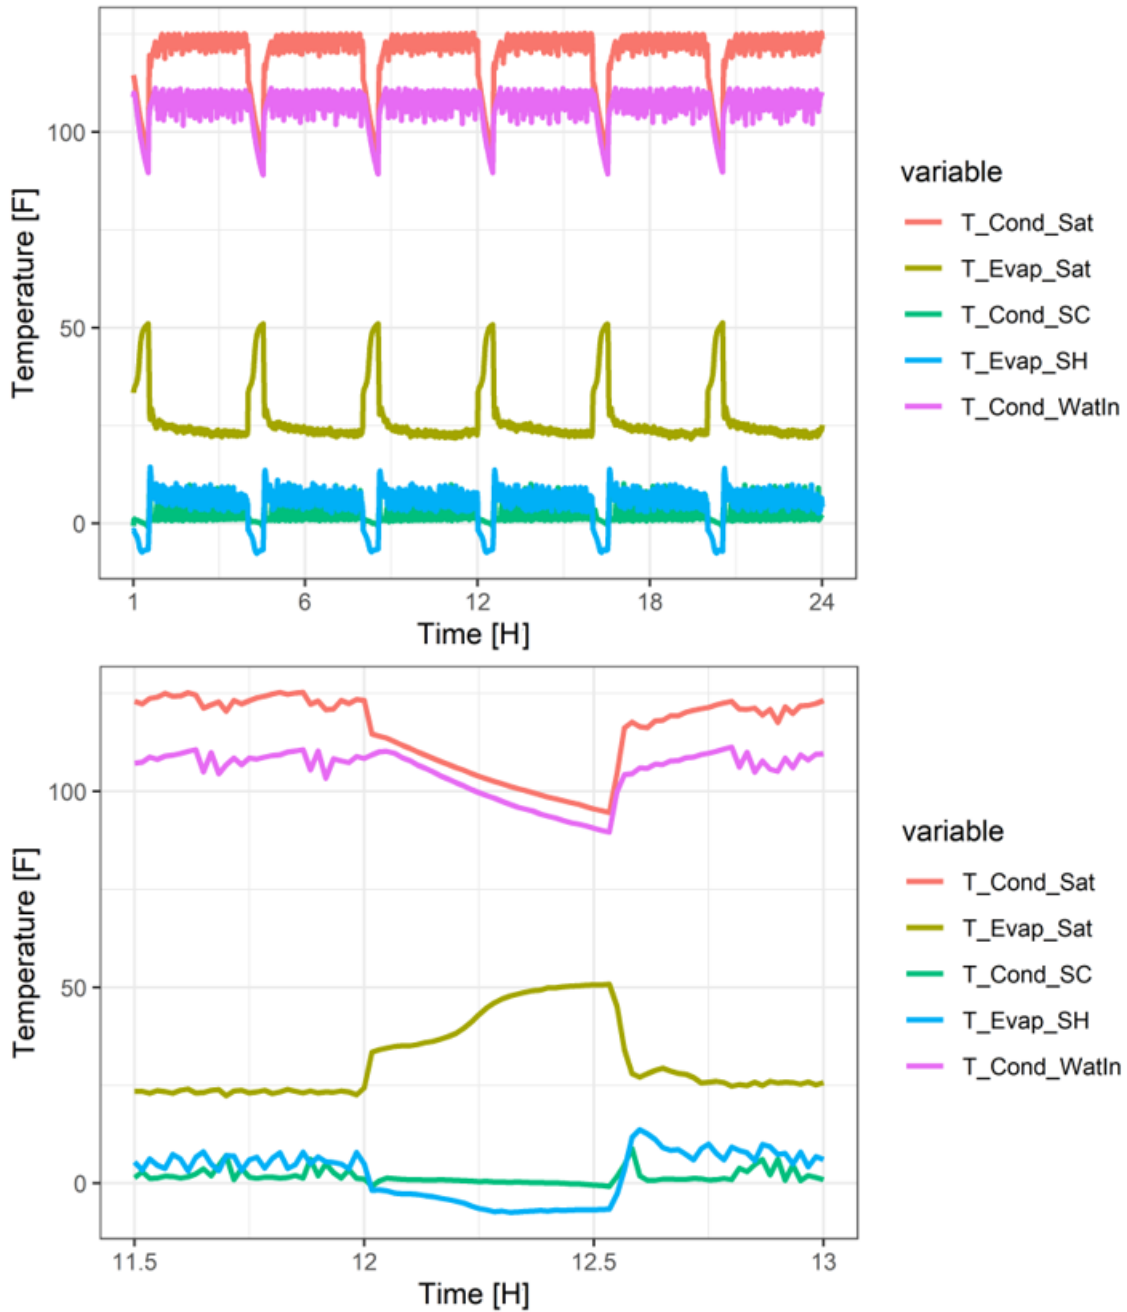 100
50
0
Temperature [F]
1
6
12
18
24
Time [H]
variable
T_Cond_Sat
T_Evap_Sat
T_Cond_SC
T_Evap_SH
T_Cond_WatIn
100
50
0
Temperature [F]
11.5
12
12.5
13
Time [H]
variable
T_Cond_Sat
T_Evap_Sat
T_Cond_SC
T_Evap_SH
T_Cond_WatIn